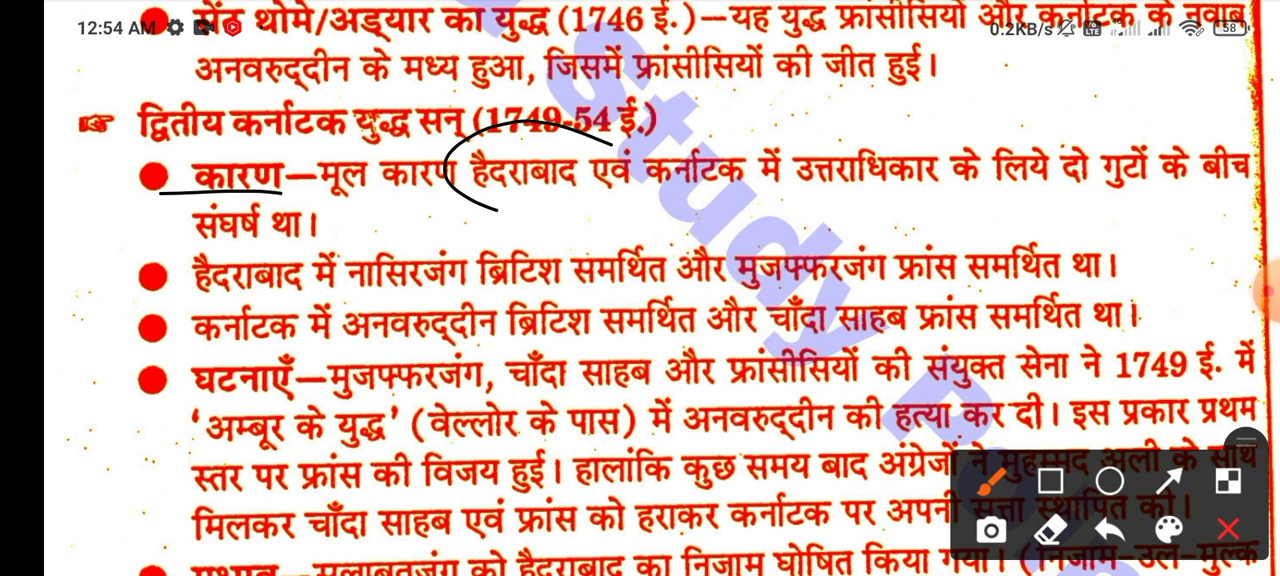 12:54 AM
0.2KB/s 58
सेंट थोमे/अड्यार का युद्ध (1746 ई.)–यह युद्ध फ्रांसीसियों और कर्नाटक के नवाब
अनवरुद्दीन के मध्य हुआ, जिसमें फ्रांसीसियों की जीत हुई।
द्वितीय कर्नाटक युद्ध सन् (1749-54 ई.)
कारण–मूल कारण हैदराबाद एवं कर्नाटक में उत्तराधिकार के लिये दो गुटों के बीच
संघर्ष था।
हैदराबाद में नासिरजंग ब्रिटिश समर्थित और मुजफ्फरजंग फ्रांस समर्थित था।
कर्नाटक में अनवरुद्दीन ब्रिटिश समर्थित और चाँदा साहब फ्रांस समर्थित था।
घटनाएँ–मुजफ्फरजंग, चाँदा साहब और फ्रांसीसियों की संयुक्त सेना ने 1749 ई. में
‘अम्बूर के युद्ध’ (वेल्लोर के पास) में अनवरुद्दीन की हत्या कर दी। इस प्रकार प्रथम
स्तर पर फ्रांस की विजय हुई। हालांकि कुछ समय बाद अंग्रेजों ने मुहम्मद अली के साथ
मिलकर चाँदा साहब एवं फ्रांस को हराकर कर्नाटक पर अपनी सत्ता स्थापित की।
सलाबतजंग को हैदराबाद का निजाम घोषित किया गया। (निजाम-उल-मुल्क
study